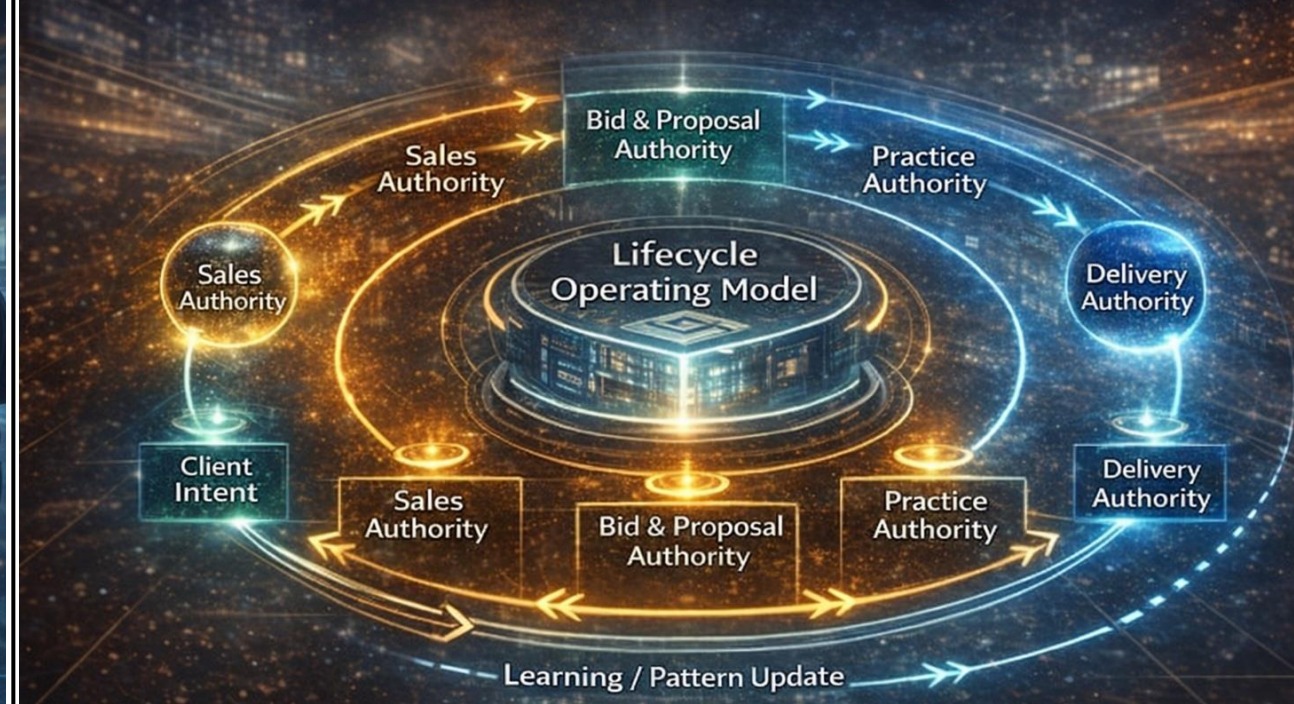 Bid & Proposal
Authority
Sales
Authority
Practice
Authority
Sales
Authority
Lifecycle
Operating Model
Delivery
Authority
Client
Intent
Sales
Authority
Bid & Proposal
Authority
Practice
Authority
Delivery
Authority
Learning / Pattern Update